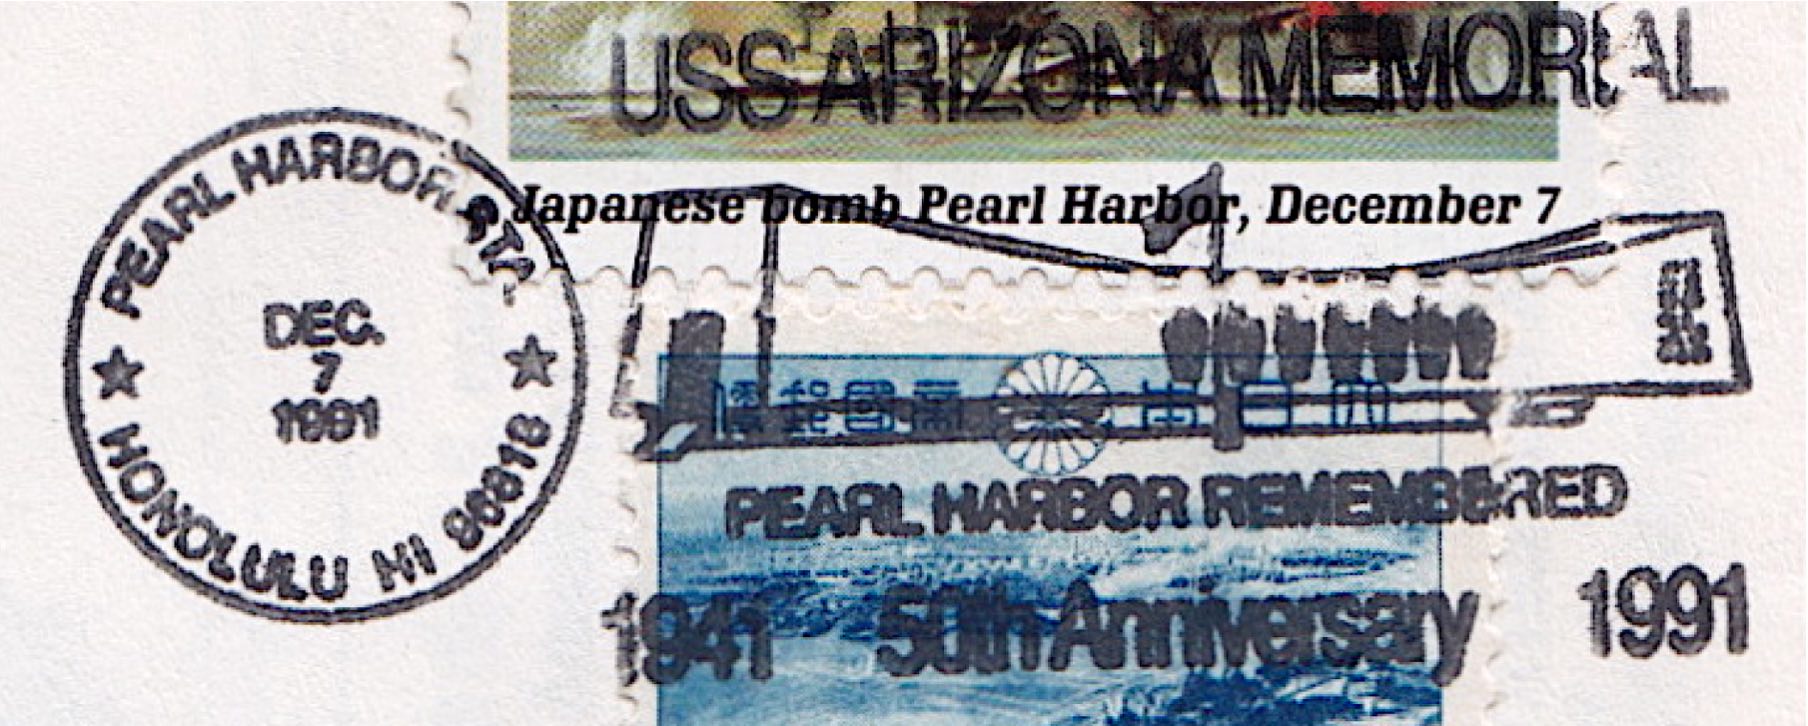 USS ARIZONA MEMORIAL
Japanese bomb Pearl Harbor, December 7
PEARL HARBOR STA.
DEC.
7
1991
HONOLULU HI 96818
PEARL HARBOR REMEMBERED
1941 50th Anniversary 1991